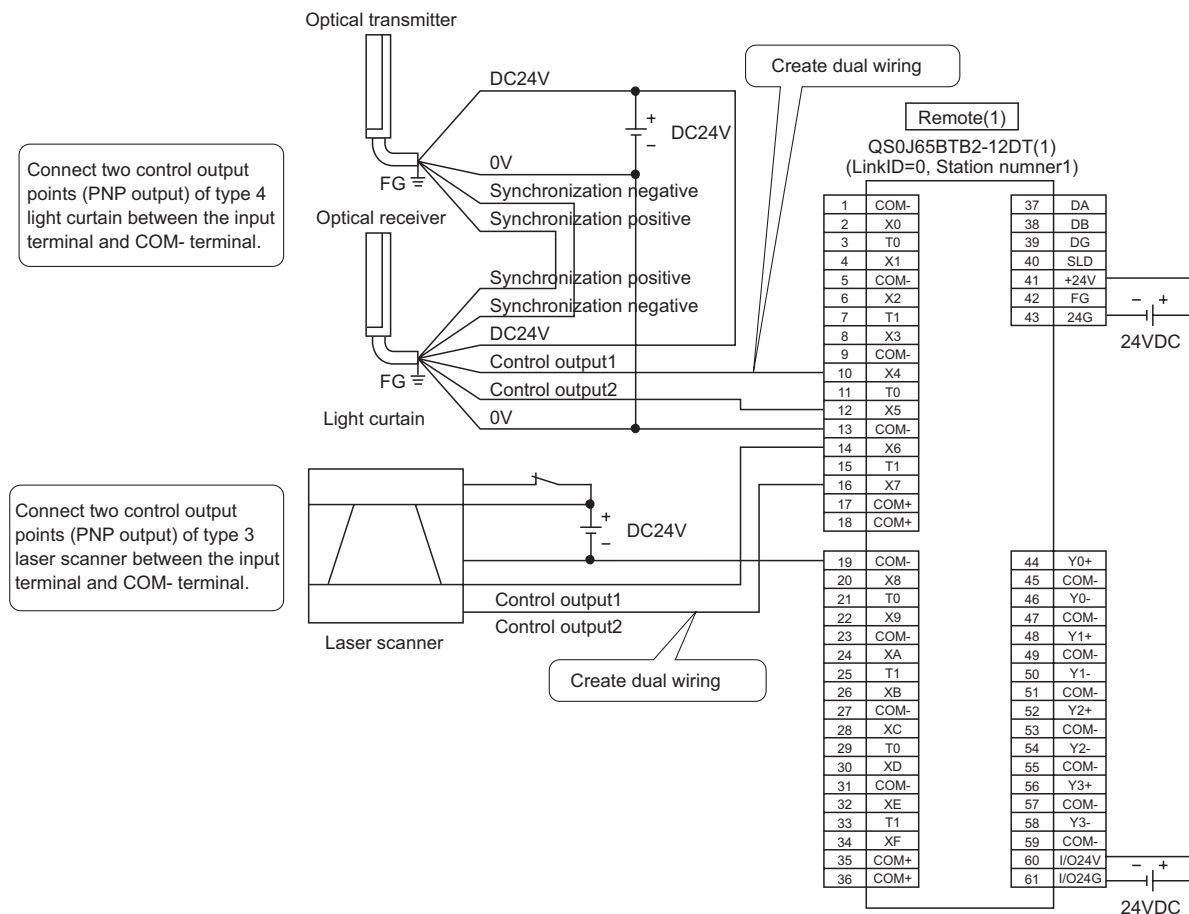 Optical transmitter
DC24V
+
DC24V
−
0V
FG
Synchronization negative
Synchronization positive
Optical receiver
Synchronization positive
Synchronization negative
DC24V
Control output1
FG
Control output2
Light curtain
0V
Connect two control output
points (PNP output) of type 4
light curtain between the input
terminal and COM- terminal.
Create dual wiring
Connect two control output
points (PNP output) of type 3
laser scanner between the input
terminal and COM- terminal.
+
DC24V
−
Control output1
Control output2
Laser scanner
Create dual wiring
Remote(1)
QS0J65BTB2-12DT(1)
(LinkID=0, Station numner1)
1 COM-
2 X0
3 T0
4 X1
5 COM-
6 X2
7 T1
8 X3
9 COM-
10 X4
11 T0
12 X5
13 COM-
14 X6
15 T1
16 X7
17 COM+
18 COM+
19 COM-
20 X8
21 T0
22 X9
23 COM-
24 XA
25 T1
26 XB
27 COM-
28 XC
29 T0
30 XD
31 COM-
32 XE
33 T1
34 XF
35 COM+
36 COM+
37 DA
38 DB
39 DG
40 SLD
41 +24V
42 FG
43 24G
− +
24VDC
44 Y0+
45 COM-
46 Y0-
47 COM-
48 Y1+
49 COM-
50 Y1-
51 COM-
52 Y2+
53 COM-
54 Y2-
55 COM-
56 Y3+
57 COM-
58 Y3-
59 COM-
60 I/O24V
61 I/O24G
− +
24VDC